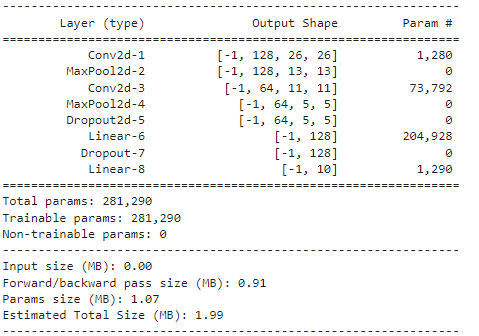 ----------------------------------------------------------------
Layer (type) Output Shape Param #
================================================================
Conv2d-1 [-1, 128, 26, 26] 1,280
MaxPool2d-2 [-1, 128, 13, 13] 0
Conv2d-3 [-1, 64, 11, 11] 73,792
MaxPool2d-4 [-1, 64, 5, 5] 0
Dropout2d-5 [-1, 64, 5, 5] 0
Linear-6 [-1, 128] 204,928
Dropout-7 [-1, 128] 0
Linear-8 [-1, 10] 1,290
================================================================
Total params: 281,290
Trainable params: 281,290
Non-trainable params: 0
----------------------------------------------------------------
Input size (MB): 0.00
Forward/backward pass size (MB): 0.91
Params size (MB): 1.07
Estimated Total Size (MB): 1.99
----------------------------------------------------------------